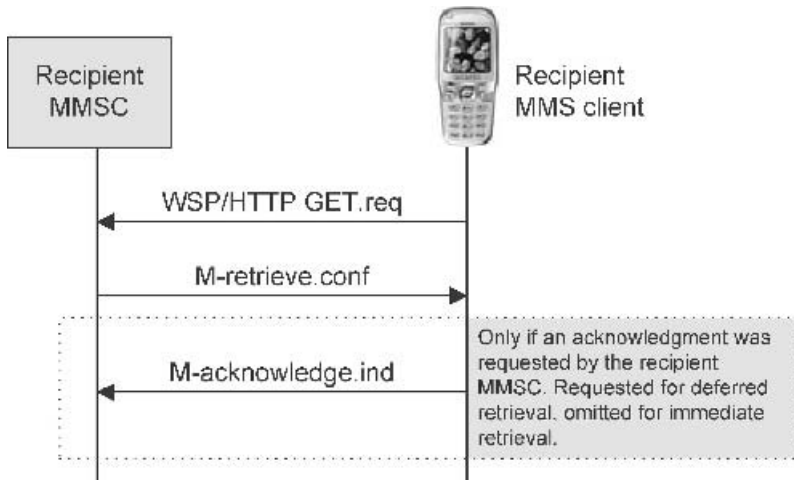 Recipient
MMSC
Recipient
MMS client
WSP/HTTP GET.req
M-retrieve.conf
M-acknowledge.ind
Only if an acknowledgment was
requested by the recipient
MMSC. Requested for deferred
retrieval, omitted for immediate
retrieval.